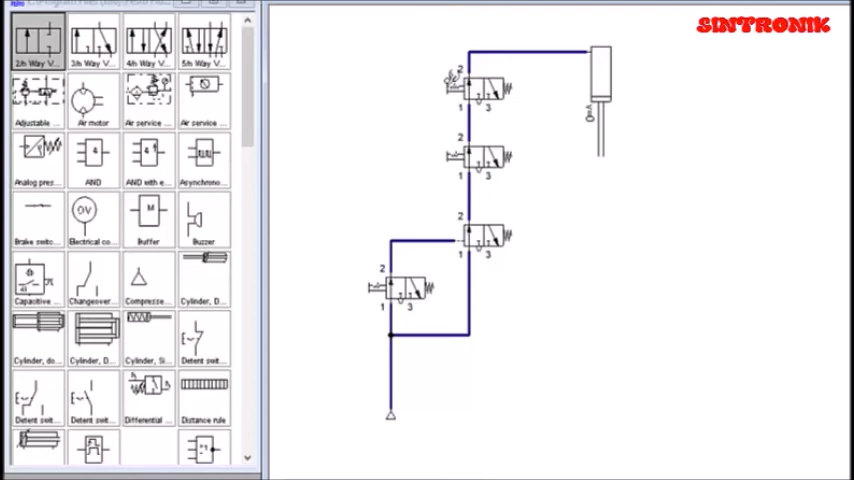 SINTRONIK
2/n Way V...
3/n Way V...
4/n Way V...
5/n Way V...
Adjustable ...
Air motor
Air service ...
Air service ...
Analog pres...
AND
AND with e...
Asynchrono...
Brake switc...
Electrical co...
Buffer
Buzzer
Capacitive ...
Changeover...
Compresse...
Cylinder, D...
Cylinder, do...
Cylinder, D...
Cylinder, Si...
Detent swit...
Detent swit...
Detent swit...
Differential ...
Distance rule
0V
M
&
&
2
1
3
2
1
3
2
1
3
2
1
3